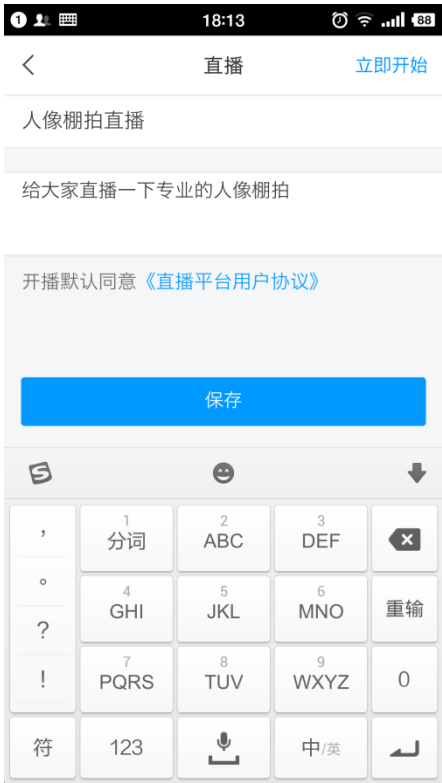 1 18:13 88
直播 立即开始
人像棚拍直播
给大家直播一下专业的人像棚拍
开播默认同意《直播平台用户协议》
保存
S
, 1 2 3
分词 ABC DEF
。 4 5 6
GHI JKL MNO 重输
?
7 8 9
! PQRS TUV WXYZ 0
符 123 中/英